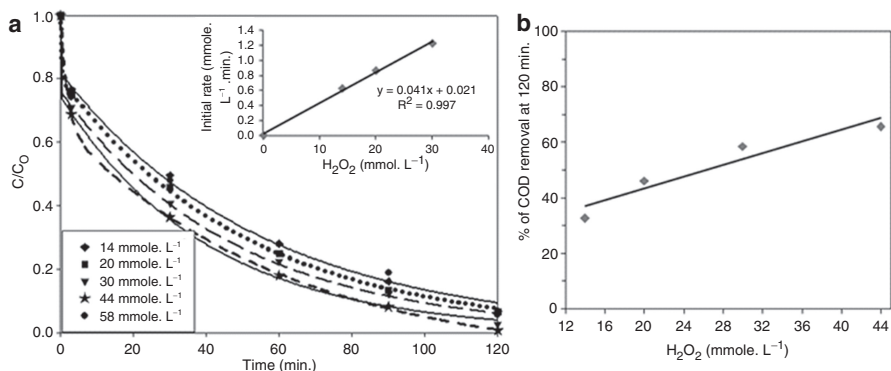 a
C/C₀
1.0
0.8
0.6
0.4
0.2
0.0
0
20
40
60
80
100
120
Time (min.)
14 mmole. L⁻¹
20 mmole. L⁻¹
30 mmole. L⁻¹
44 mmole. L⁻¹
58 mmole. L⁻¹
Initial rate (mmole.
L⁻¹ .min.)
1.4
1.2
1.0
0.8
0.6
0.4
0.2
0.0
y = 0.041x + 0.021
R² = 0.997
0
10
20
30
40
H₂O₂ (mmol. L⁻¹)
b
% of COD removal at 120 min.
100
80
60
40
20
0
12
16
20
24
28
32
36
40
44
H₂O₂ (mmole. L⁻¹)